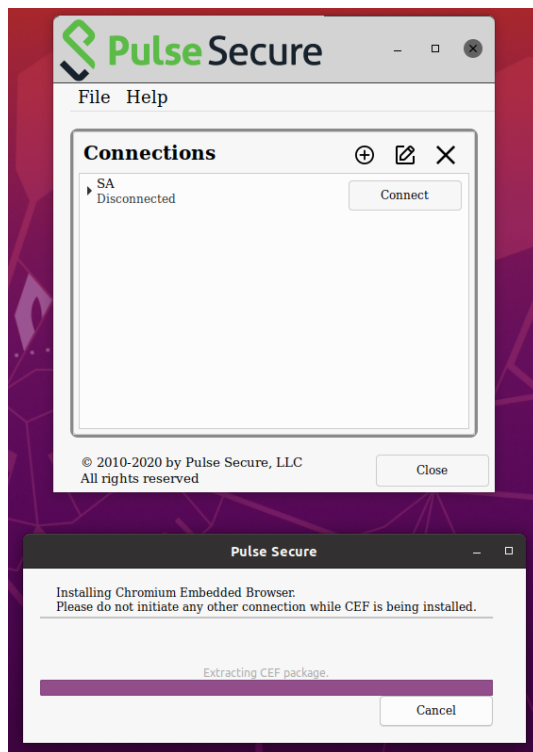 Pulse Secure
File Help
Connections
SA
Disconnected
Connect
© 2010-2020 by Pulse Secure, LLC
All rights reserved
Close
Pulse Secure
Installing Chromium Embedded Browser.
Please do not initiate any other connection while CEF is being installed.
Extracting CEF package.
Cancel